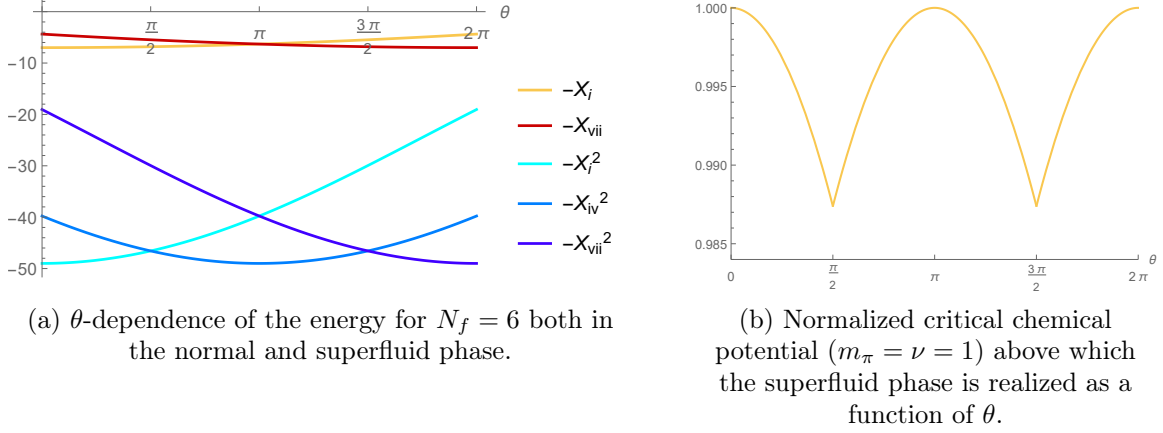 θ
π/2
π
3π/2
2π
−10
−20
−30
−40
−50
−X_i
−X_vii
−X_i^2
−X_iv^2
−X_vii^2
(a) θ-dependence of the energy for N_f = 6 both in
the normal and superfluid phase.
1.000
0.995
0.990
0.985
0
π/2
π
3π/2
2π
θ
(b) Normalized critical chemical
potential (m_π = ν = 1) above which
the superfluid phase is realized as a
function of θ.